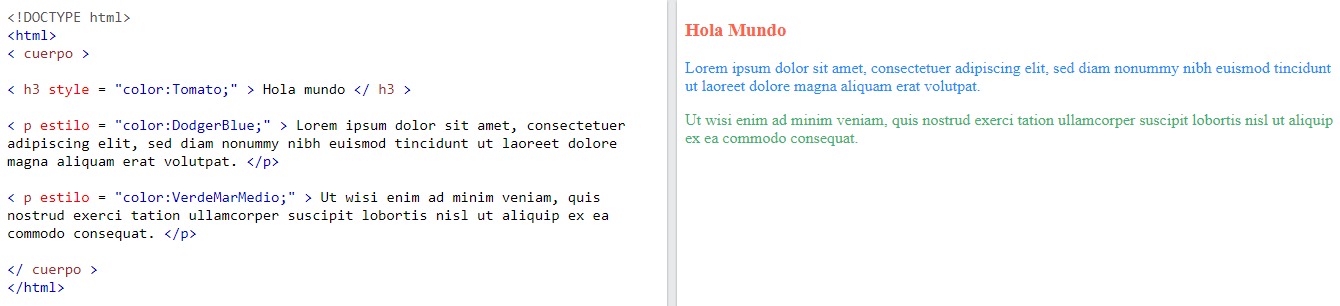 <!DOCTYPE html>
<html>
< cuerpo >
< h3 style = "color:Tomato;" > Hola mundo </ h3 >
< p estilo = "color:DodgerBlue;" > Lorem ipsum dolor sit amet, consectetuer
adipiscing elit, sed diam nonummy nibh euismod tincidunt ut laoreet dolore
magna aliquam erat volutpat. </p>
< p estilo = "color:VerdeMarMedio;" > Ut wisi enim ad minim veniam, quis
nostrud exerci tation ullamcorper suscipit lobortis nisl ut aliquip ex ea
commodo consequat. </p>
</ cuerpo >
</html>
Hola Mundo
Lorem ipsum dolor sit amet, consectetuer adipiscing elit, sed diam nonummy nibh euismod tincidunt
ut laoreet dolore magna aliquam erat volutpat.
Ut wisi enim ad minim veniam, quis nostrud exerci tation ullamcorper suscipit lobortis nisl ut aliquip
ex ea commodo consequat.